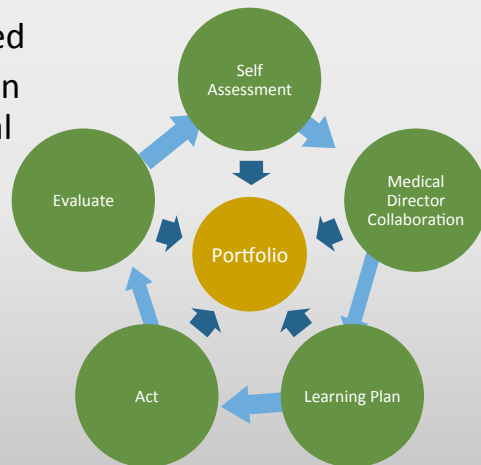 Self
Assessment
Medical
Director
Collaboration
Learning Plan
Act
Evaluate
Portfolio